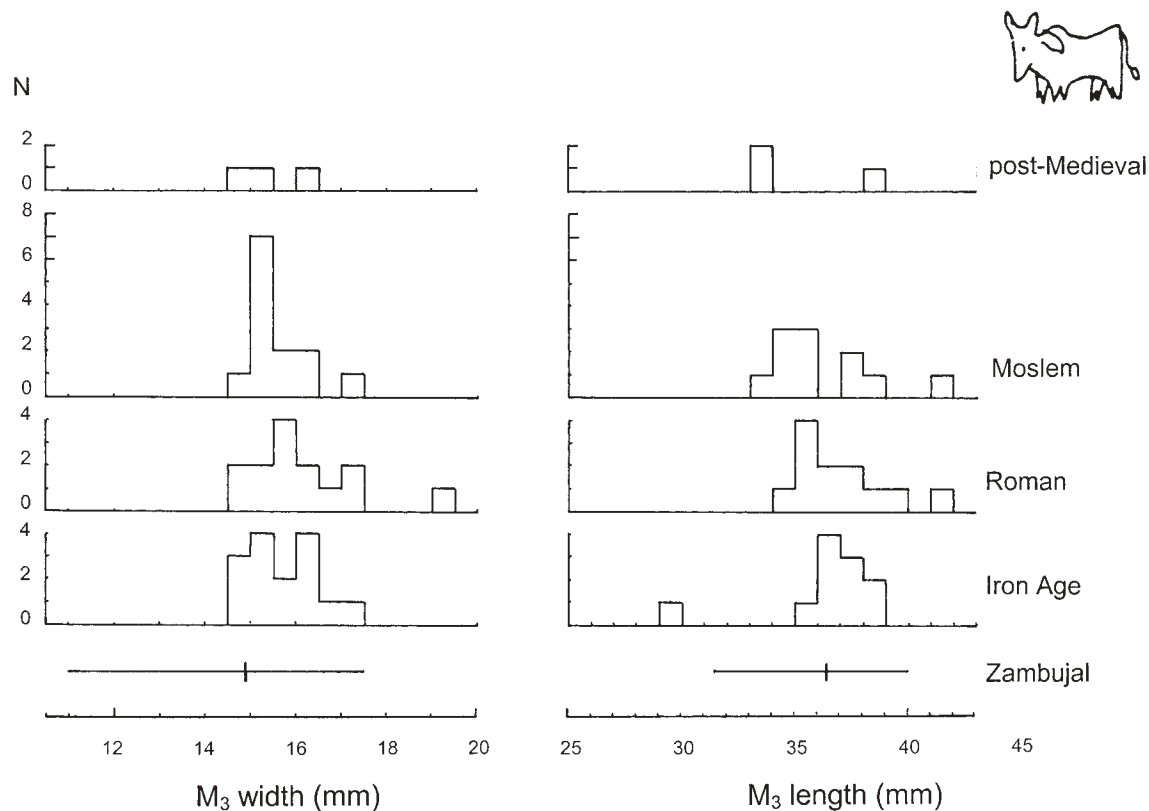 N
2
0
post-Medieval
8
6
4
2
0
Moslem
4
2
0
Roman
4
2
0
Iron Age
Zambujal
12 14 16 18 20
25 30 35 40 45
M₃ width (mm)
M₃ length (mm)